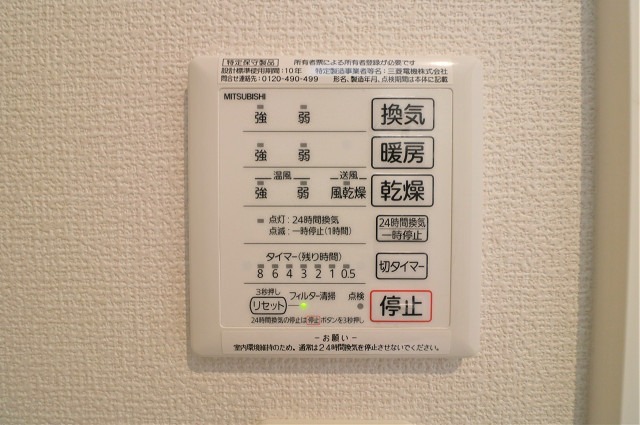 特定保守製品 所有者票による所有者登録が必要です
設計標準使用期間:10年 特定製造事業者等名:三菱電機株式会社
問合せ連絡先:0120-490-499 形名、製造年月、点検期間は本体に記載
MITSUBISHI
強 弱 換気
強 弱 暖房
温風 送風
強 弱 風乾燥 乾燥
点灯:24時間換気
点滅:一時停止(1時間)
24時間換気
一時停止
タイマー(残り時間)
8 6 4 3 2 1 0.5
切タイマー
3秒押し
リセット フィルター清掃 点検
停止
24時間換気の停止は停止ボタンを3秒押し
-お願い-
室内環境維持のため、通常は24時間換気を停止させないでください。